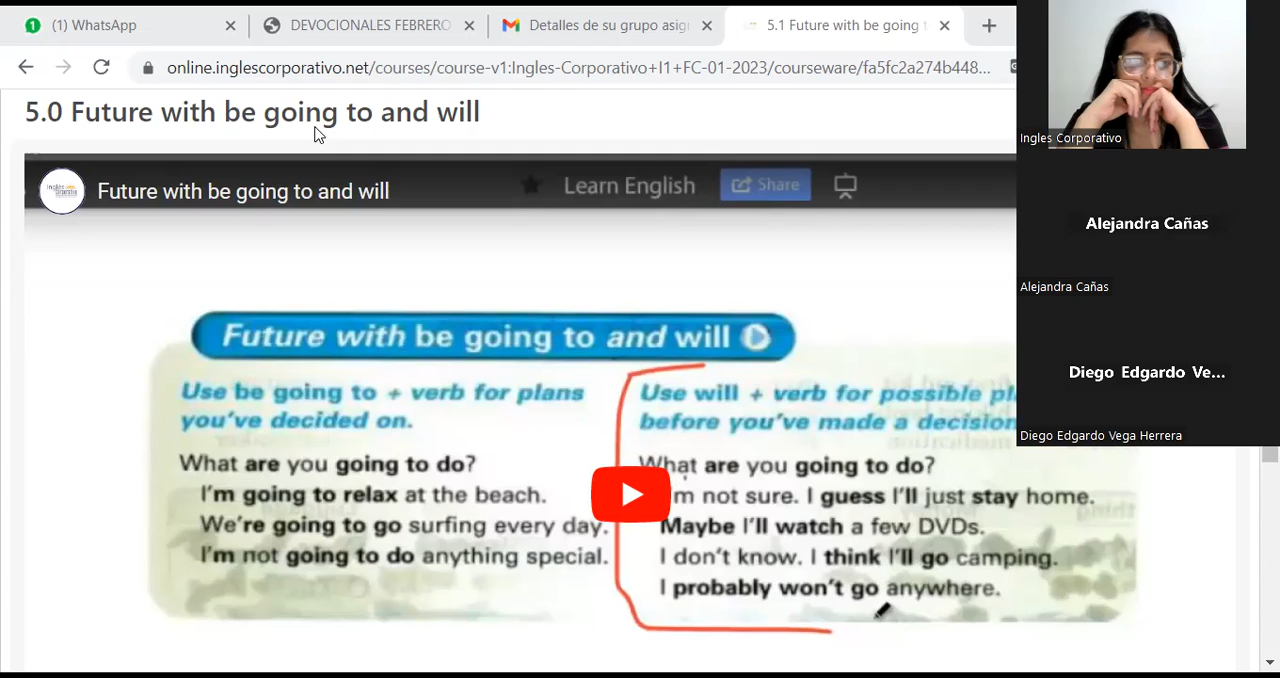 (1) WhatsApp
DEVOCIONALES FEBRERO
Detalles de su grupo asig
5.1 Future with be going t
online.inglescorporativo.net/courses/course-v1:Ingles-Corporativo+I1+FC-01-2023/courseware/fa5fc2a274b448...
5.0 Future with be going to and will
Future with be going to and will
Learn English
Share
Future with be going to and will
Use be going to + verb for plans
you've decided on.
What are you going to do?
I'm going to relax at the beach.
We're going to go surfing every day.
I'm not going to do anything special.
Use will + verb for possible pl
before you've made a decision
What are you going to do?
I'm not sure. I guess I'll just stay home.
Maybe I'll watch a few DVDs.
I don't know. I think I'll go camping.
I probably won't go anywhere.
Ingles Corporativo
Alejandra Cañas
Alejandra Cañas
Diego Edgardo Ve...
Diego Edgardo Vega Herrera